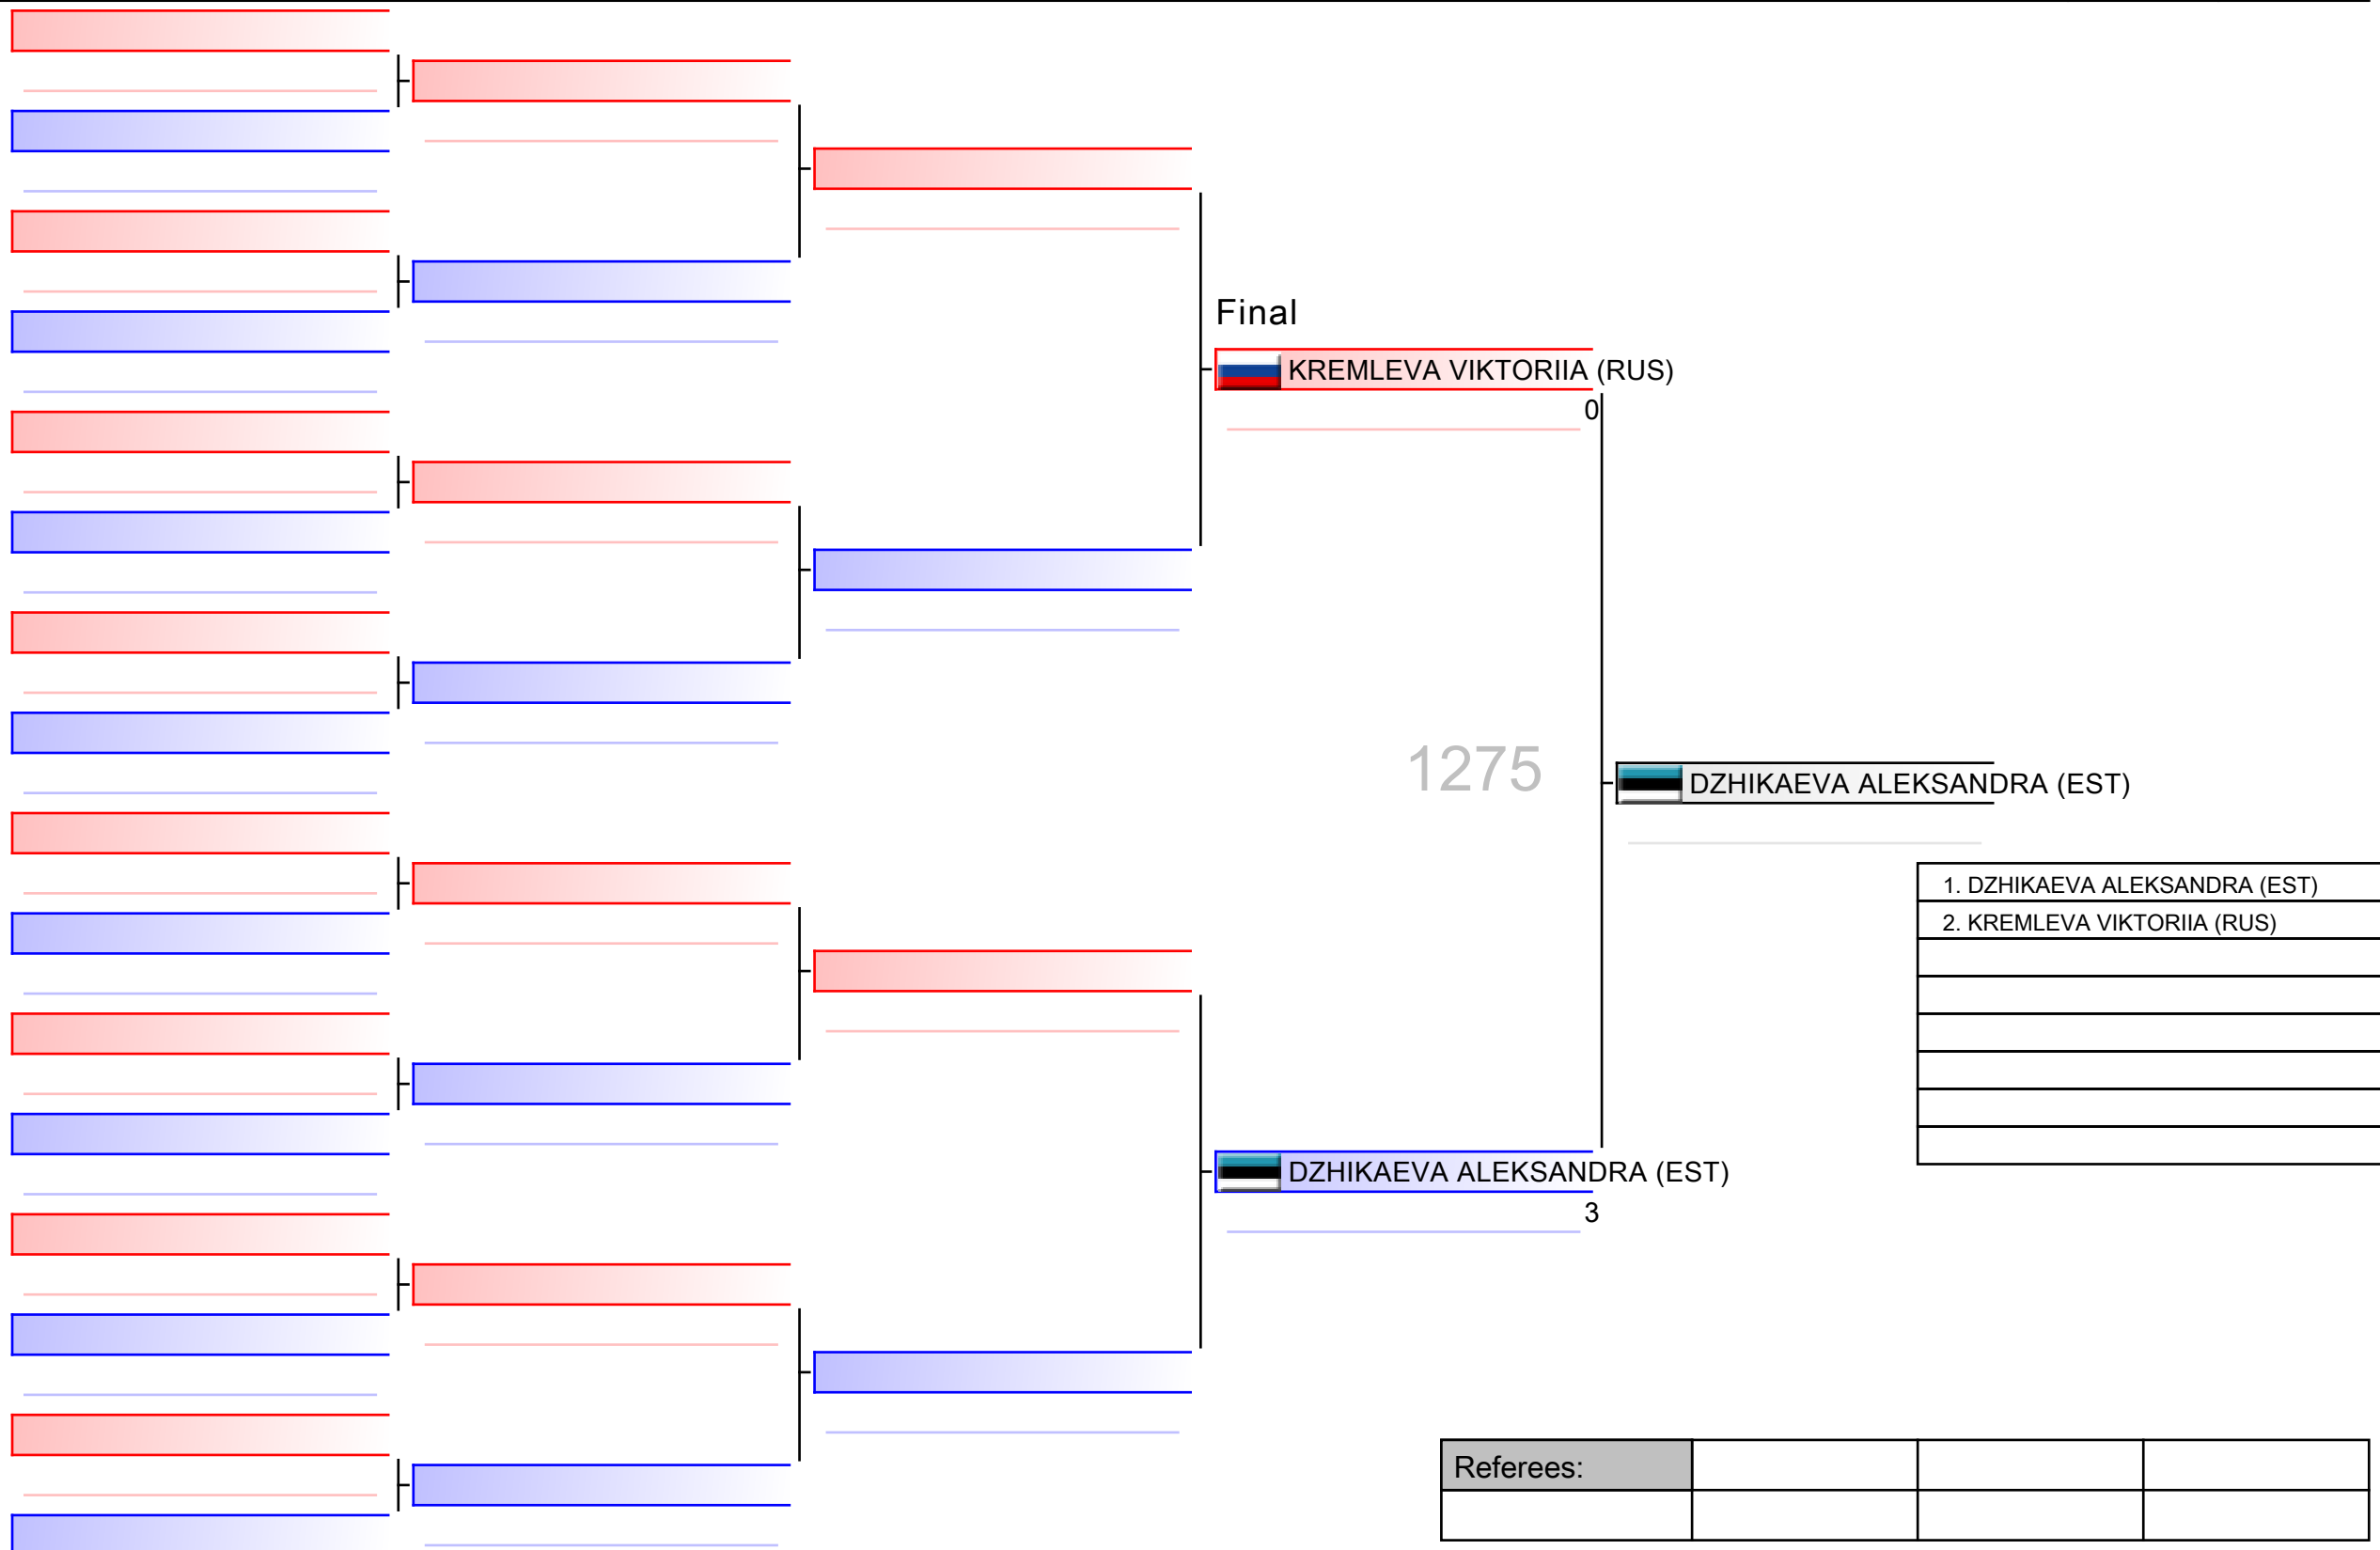 Final
KREMLEVA VIKTORIIA (RUS)
0
1275
DZHIKAEVA ALEKSANDRA (EST)
1. DZHIKAEVA ALEKSANDRA (EST)
2. KREMLEVA VIKTORIIA (RUS)
DZHIKAEVA ALEKSANDRA (EST)
3
Referees: